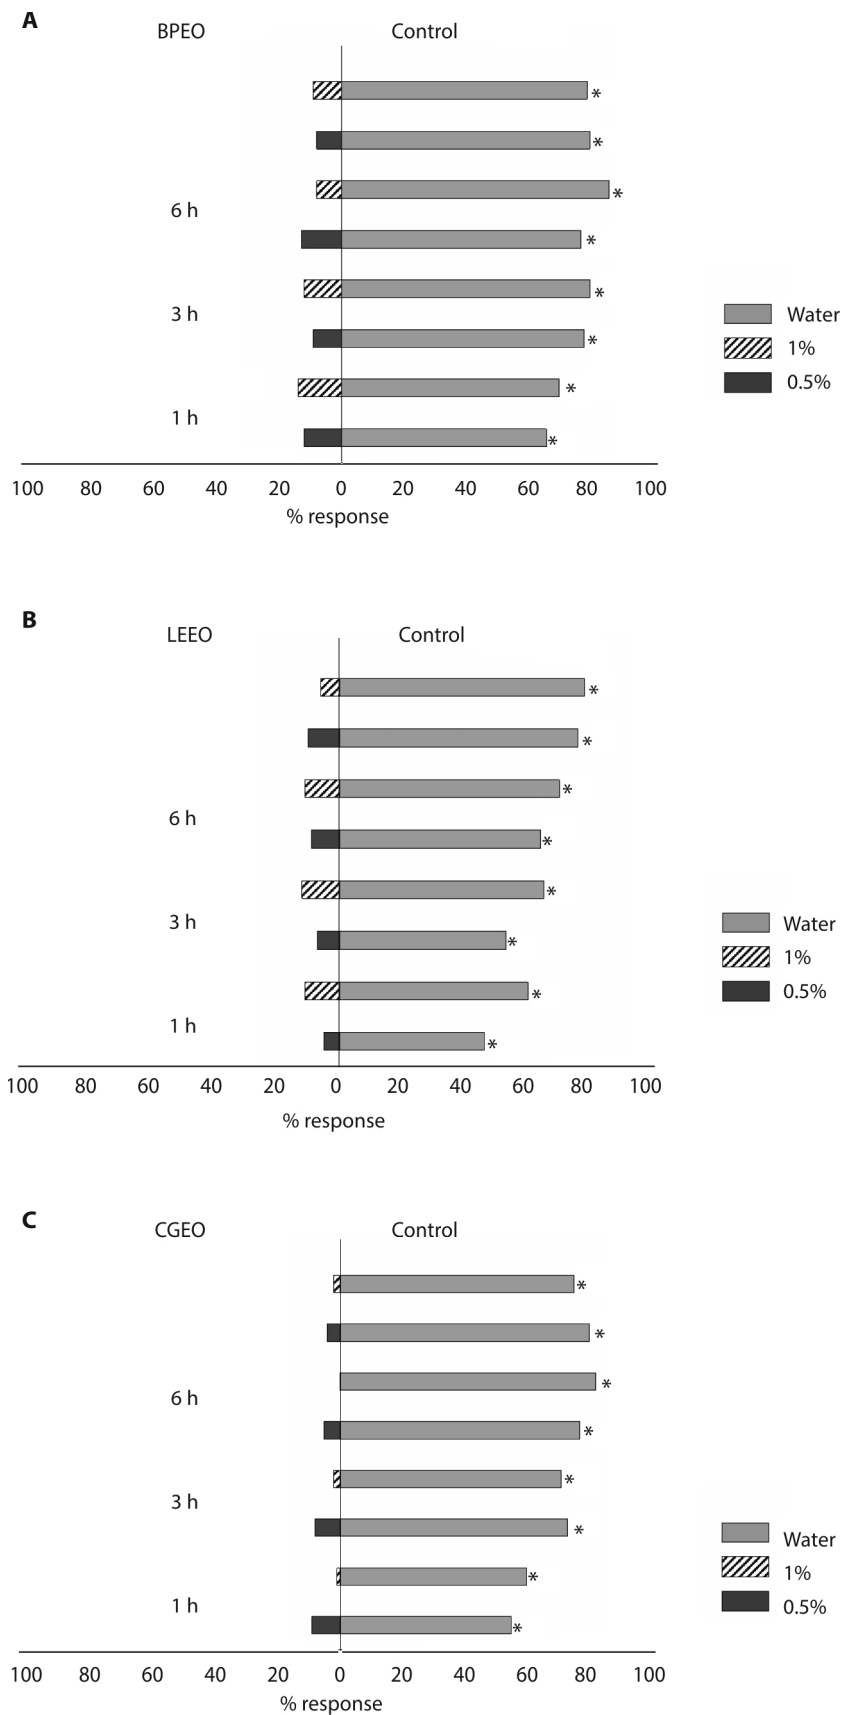 A
BPEO Control
*
*
*
6 h
*
*
3 h
*
*
1 h
*
Water
1%
0.5%
100 80 60 40 20 0 20 40 60 80 100
% response
B
LEEO Control
*
*
*
6 h
*
*
3 h
*
*
1 h
*
Water
1%
0.5%
100 80 60 40 20 0 20 40 60 80 100
% response
C
CGEO Control
*
*
*
6 h
*
*
3 h
*
*
1 h
*
Water
1%
0.5%
100 80 60 40 20 0 20 40 60 80 100
% response